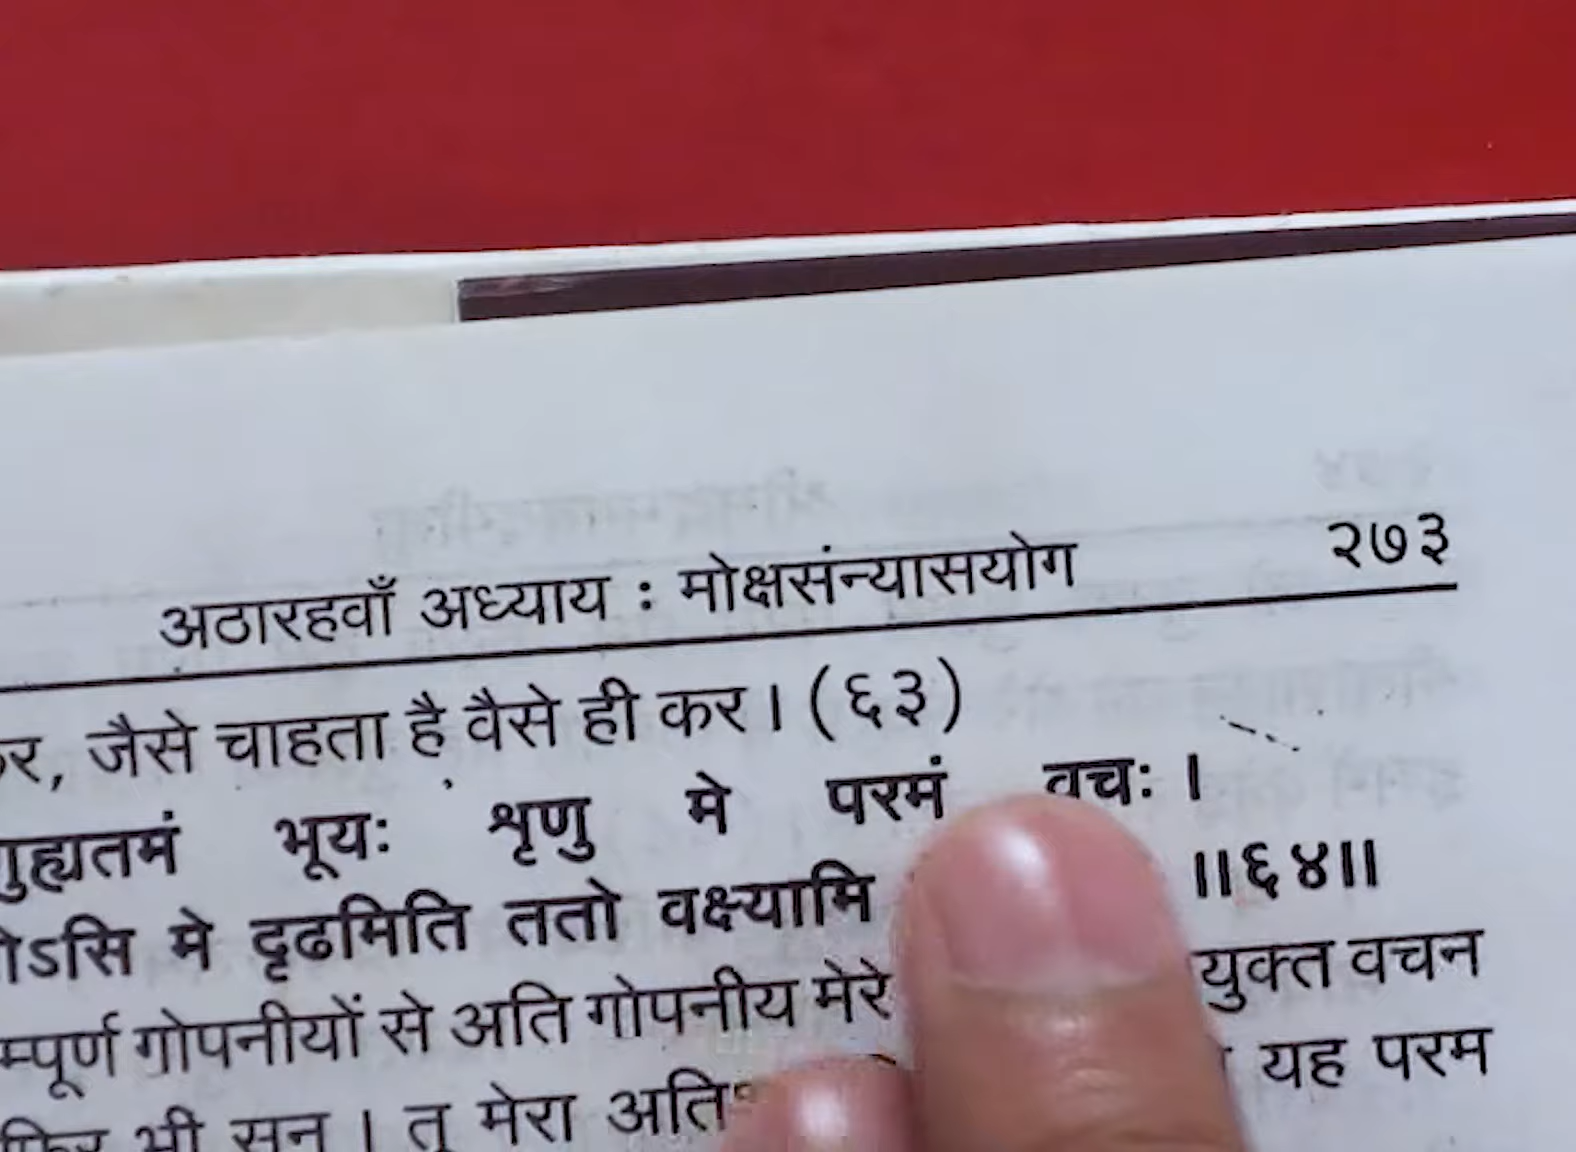 अठारहवाँ अध्याय : मोक्षसंन्यासयोग २७३
जैसे चाहता है वैसे ही कर । (६३)
गुह्यतमं भूयः शृणु मे परमं वचः ।
ऽसि मे दृढमिति ततो वक्ष्यामि ॥६४॥
म्पूर्ण गोपनीयों से अति गोपनीय मेरे युक्त वचन
फिर भी सुन । तू मेरा अति यह परम